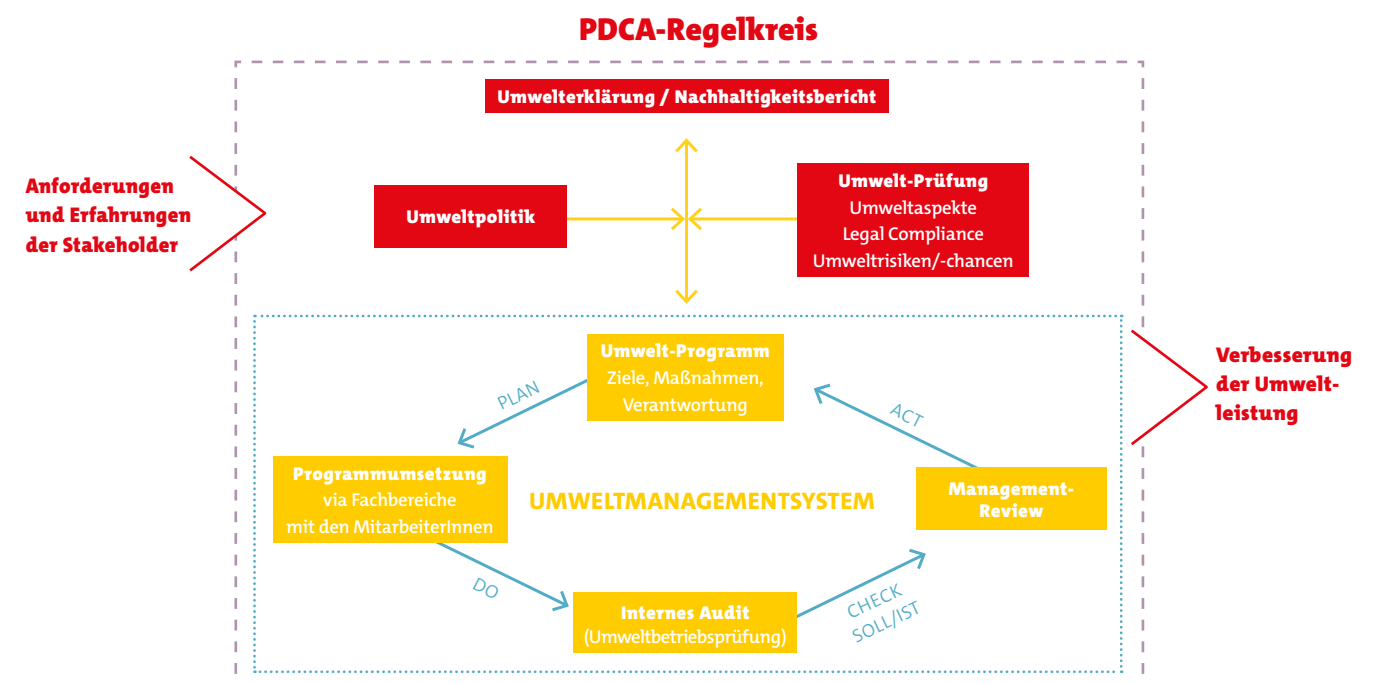 PDCA-Regelkreis
Umwelterklärung / Nachhaltigkeitsbericht
Anforderungen
und Erfahrungen
der Stakeholder
Umweltpolitik
Umwelt-Prüfung
Umweltaspekte
Legal Compliance
Umweltrisiken/-chancen
Umwelt-Programm
Ziele, Maßnahmen,
Verantwortung
PLAN
ACT
Verbesserung
der Umwelt-
leistung
Programmumsetzung
via Fachbereiche
mit den MitarbeiterInnen
UMWELTMANAGEMENTSYSTEM
Management-
Review
DO
Internes Audit
(Umweltbetriebsprüfung)
CHECK
SOLL/IST